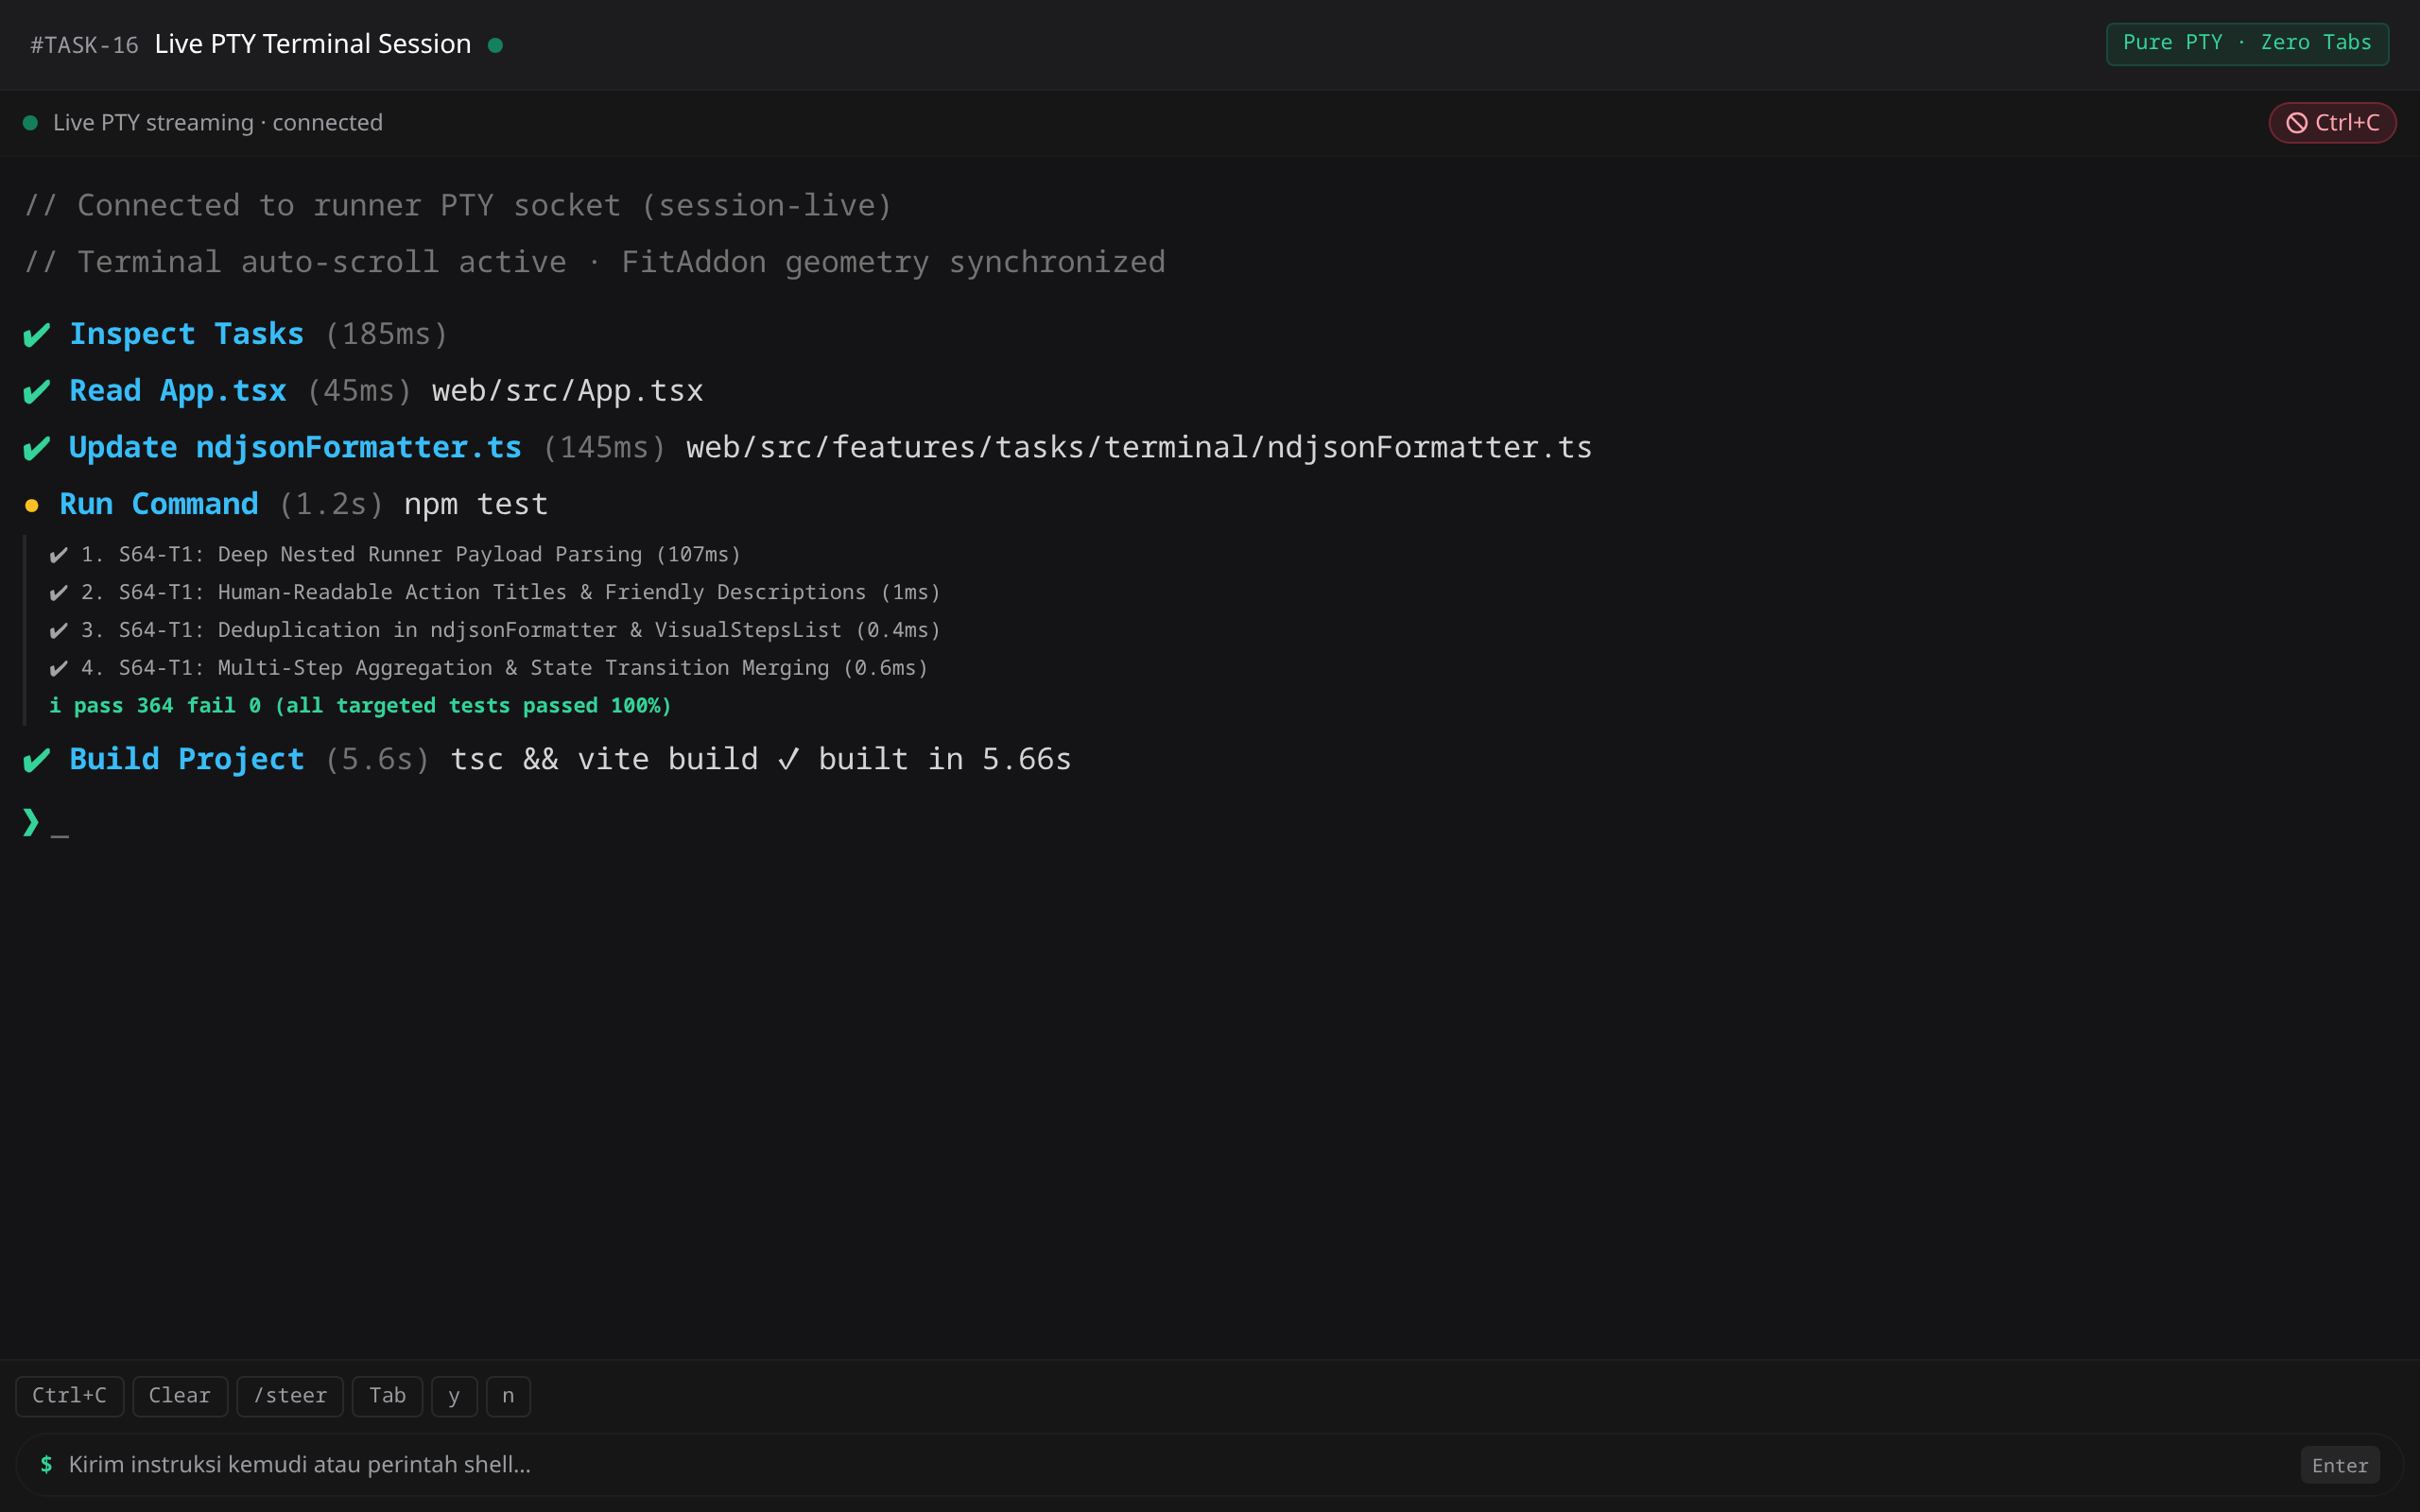 #TASK-16 Live PTY Terminal Session
Pure PTY · Zero Tabs
Live PTY streaming · connected
Ctrl+C
// Connected to runner PTY socket (session-live)
// Terminal auto-scroll active · FitAddon geometry synchronized
✔ Inspect Tasks (185ms)
✔ Read App.tsx (45ms) web/src/App.tsx
✔ Update ndjsonFormatter.ts (145ms) web/src/features/tasks/terminal/ndjsonFormatter.ts
● Run Command (1.2s) npm test
✔ 1. S64-T1: Deep Nested Runner Payload Parsing (107ms)
✔ 2. S64-T1: Human-Readable Action Titles & Friendly Descriptions (1ms)
✔ 3. S64-T1: Deduplication in ndjsonFormatter & VisualStepsList (0.4ms)
✔ 4. S64-T1: Multi-Step Aggregation & State Transition Merging (0.6ms)
i pass 364 fail 0 (all targeted tests passed 100%)
✔ Build Project (5.6s) tsc && vite build ✓ built in 5.66s
❯ _
Ctrl+C Clear /steer Tab y n
$ Kirim instruksi kemudi atau perintah shell...
Enter